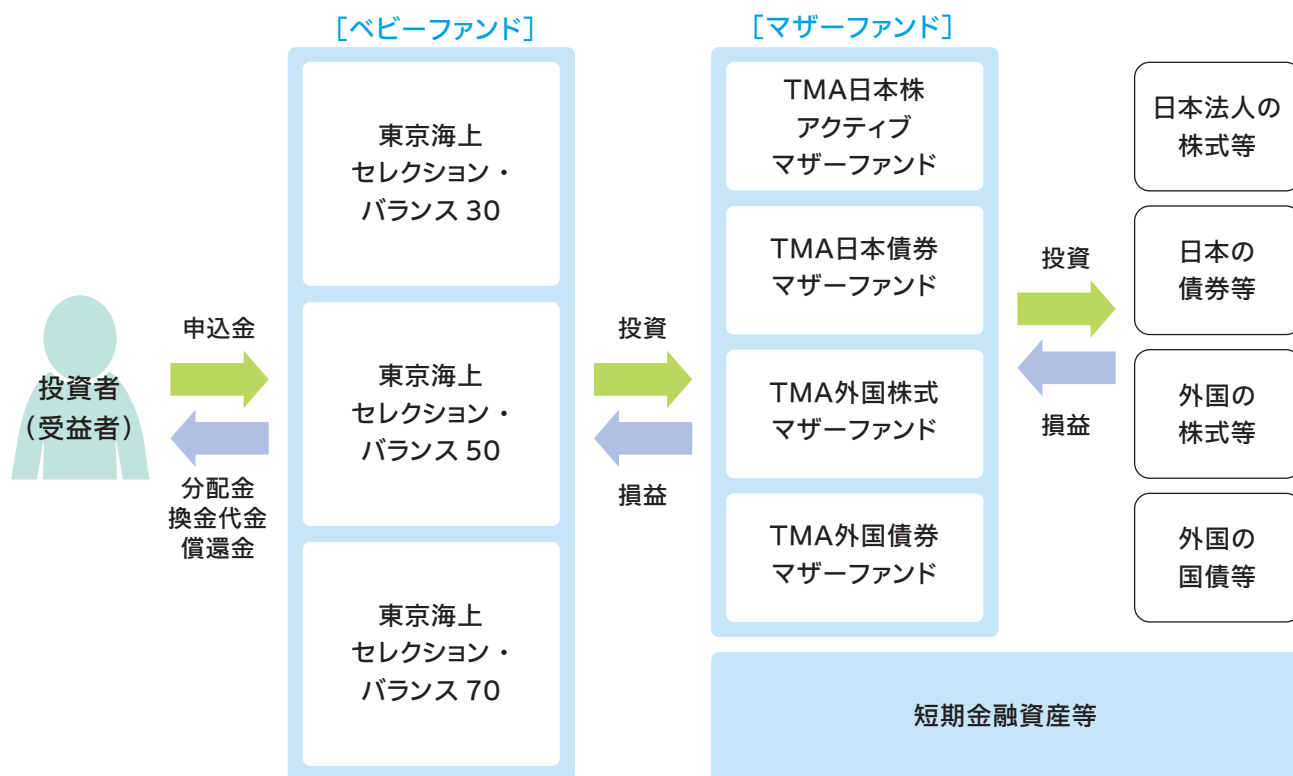 ［ベビーファンド］
［マザーファンド］
投資者
（受益者）
申込金
分配金
換金代金
償還金
東京海上
セレクション・
バランス 30
東京海上
セレクション・
バランス 50
東京海上
セレクション・
バランス 70
投資
損益
TMA日本株
アクティブ
マザーファンド
TMA日本債券
マザーファンド
TMA外国株式
マザーファンド
TMA外国債券
マザーファンド
投資
損益
日本法人の
株式等
日本の
債券等
外国の
株式等
外国の
国債等
短期金融資産等